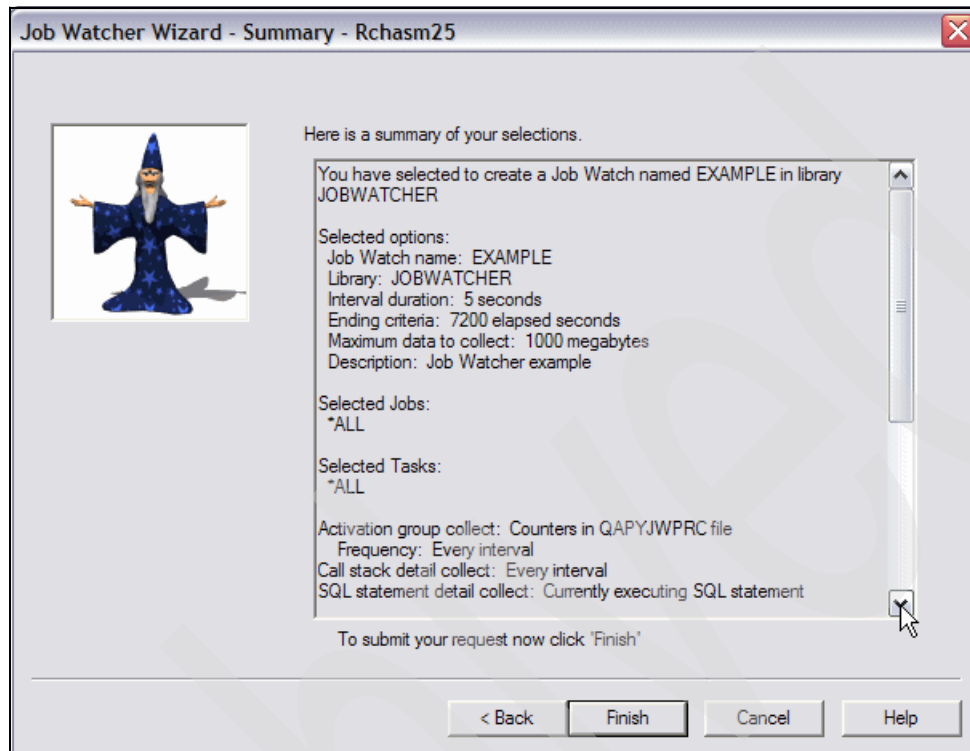 Job Watcher Wizard - Summary - Rchasm25
Here is a summary of your selections.
You have selected to create a Job Watch named EXAMPLE in library
JOBWATCHER
Selected options:
Job Watch name: EXAMPLE
Library: JOBWATCHER
Interval duration: 5 seconds
Ending criteria: 7200 elapsed seconds
Maximum data to collect: 1000 megabytes
Description: Job Watcher example
Selected Jobs:
*ALL
Selected Tasks:
*ALL
Activation group collect: Counters in QAPYJWPRC file
Frequency: Every interval
Call stack detail collect: Every interval
SQL statement detail collect: Currently executing SQL statement
To submit your request now click 'Finish'
< Back Finish Cancel Help